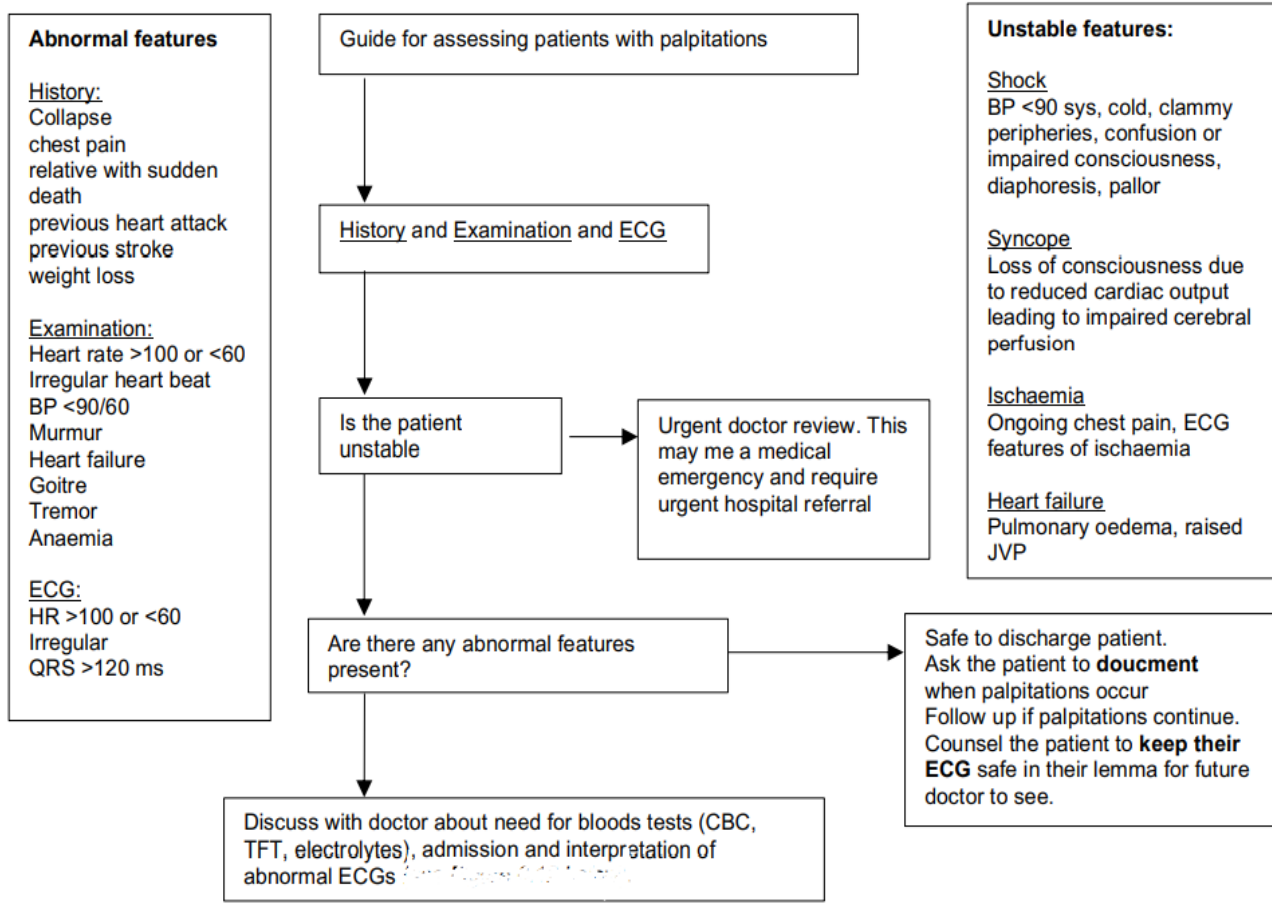 Abnormal features
History:
Collapse
chest pain
relative with sudden
death
previous heart attack
previous stroke
weight loss
Examination:
Heart rate >100 or <60
Irregular heart beat
BP <90/60
Murmur
Heart failure
Goitre
Tremor
Anaemia
ECG:
HR >100 or <60
Irregular
QRS >120 ms
Guide for assessing patients with palpitations
History and Examination and ECG
Is the patient
unstable
Urgent doctor review. This
may me a medical
emergency and require
urgent hospital referral
Are there any abnormal features
present?
Safe to discharge patient.
Ask the patient to doucment
when palpitations occur
Follow up if palpitations continue.
Counsel the patient to keep their
ECG safe in their lemma for future
doctor to see.
Discuss with doctor about need for bloods tests (CBC,
TFT, electrolytes), admission and interpretation of
abnormal ECGs
Unstable features:
Shock
BP <90 sys, cold, clammy
peripheries, confusion or
impaired consciousness,
diaphoresis, pallor
Syncope
Loss of consciousness due
to reduced cardiac output
leading to impaired cerebral
perfusion
Ischaemia
Ongoing chest pain, ECG
features of ischaemia
Heart failure
Pulmonary oedema, raised
JVP